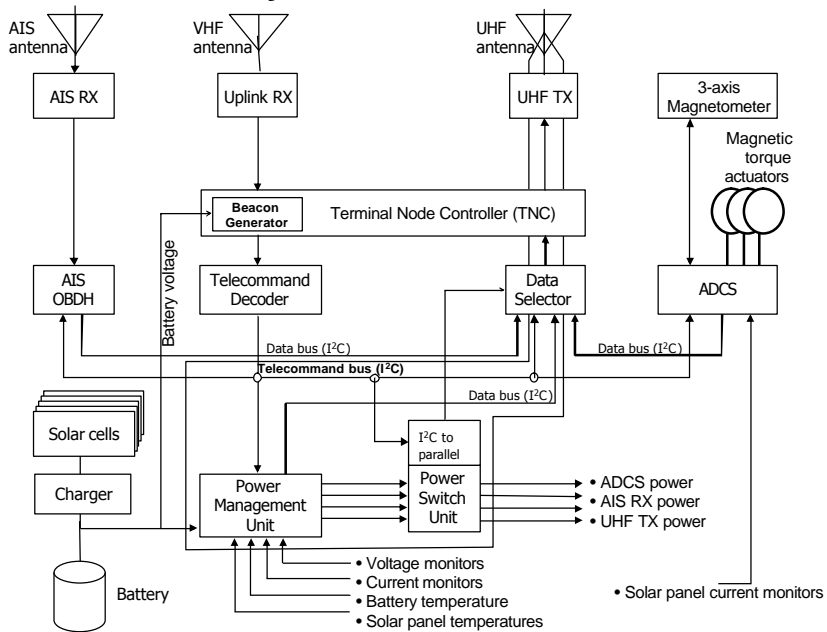 AIS
antenna
VHF
antenna
UHF
antenna
AIS RX
Uplink RX
UHF TX
3-axis
Magnetometer
Magnetic
torque
actuators
Beacon
Generator
Terminal Node Controller (TNC)
AIS
OBDH
Battery voltage
Telecommand
Decoder
Data
Selector
ADCS
Data bus (I²C)
Data bus (I²C)
Telecommand bus (I²C)
Data bus (I²C)
Solar cells
I²C to
parallel
Charger
Power
Management
Unit
Power
Switch
Unit
• ADCS power
• AIS RX power
• UHF TX power
Battery
• Voltage monitors
• Current monitors
• Battery temperature
• Solar panel temperatures
• Solar panel current monitors